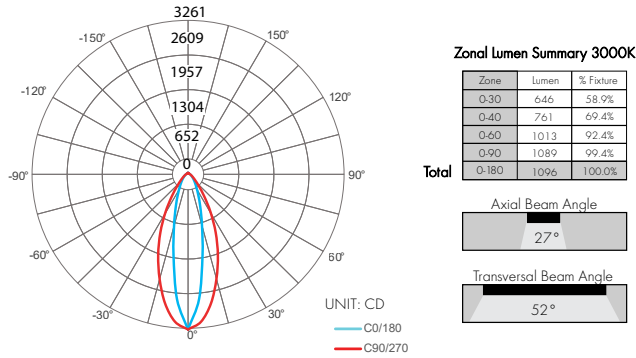 3261
2609
1957
1304
652
0
-150°
150°
-120°
120°
-90°
90°
-60°
60°
-30°
30°
0°
UNIT: CD
C0/180
C90/270
Zonal Lumen Summary 3000K
Zone Lumen % Fixture
0-30 646 58.9%
0-40 761 69.4%
0-60 1013 92.4%
0-90 1089 99.4%
Total 0-180 1096 100.0%
Axial Beam Angle
27°
Transversal Beam Angle
52°